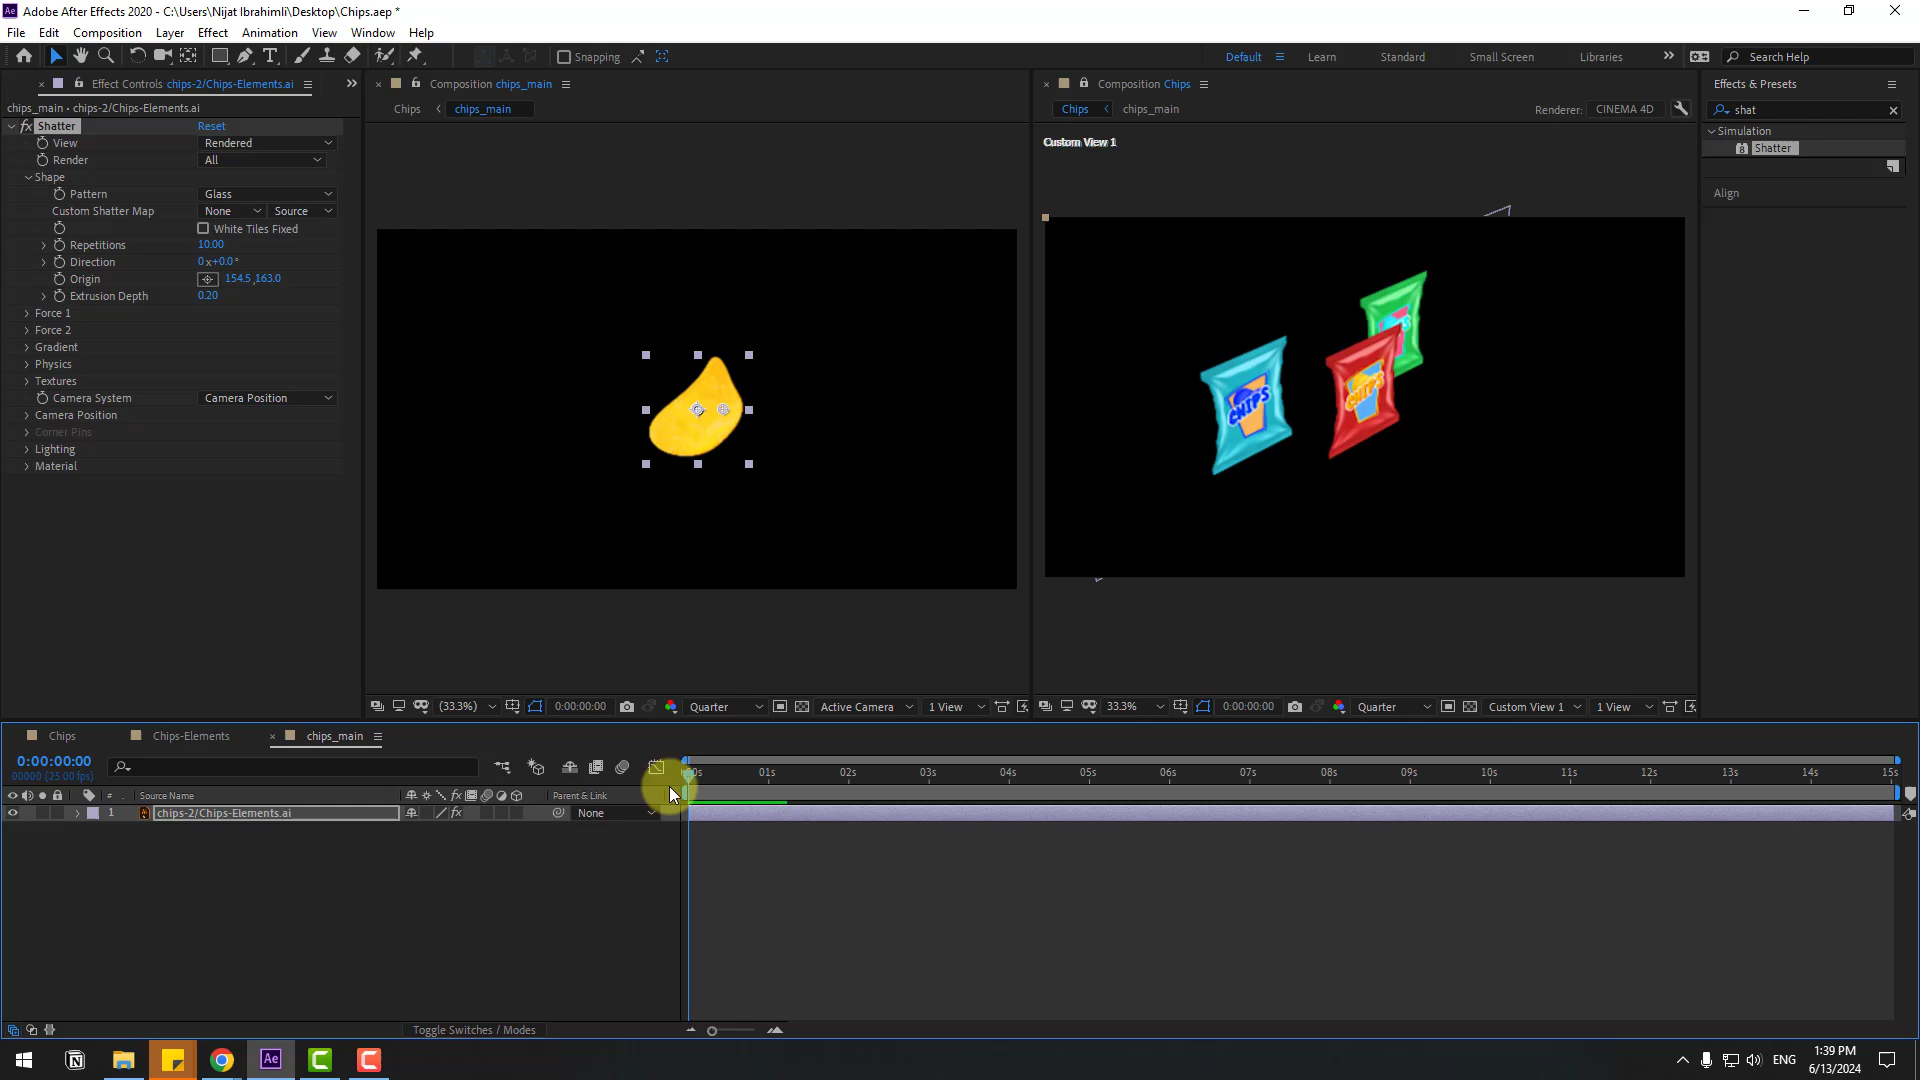 Adobe After Effects 2020 - C:\Users\Nijat Ibrahimli\Desktop\Chips.aep *
File Edit Composition Layer Effect Animation View Window Help
Snapping
Default Learn Standard Small Screen Libraries Search Help
Effect Controls chips-2/Chips-Elements.ai
chips_main • chips-2/Chips-Elements.ai
fx Shatter Reset
View Rendered
Render All
Shape
Pattern Glass
Custom Shatter Map None Source
White Tiles Fixed
Repetitions 10.00
Direction 0x+0.0°
Origin 154.5,163.0
Extrusion Depth 0.20
Force 1
Force 2
Gradient
Physics
Textures
Camera System Camera Position
Camera Position
Corner Pins
Lighting
Material
Composition chips_main
Chips chips_main
(33.3%) 0:00:00:00 Quarter Active Camera 1 View
Composition Chips
Chips chips_main Renderer: CINEMA 4D
Custom View 1
CHIPS
CHIPS
33.3% 0:00:00:00 Quarter Custom View 1 1 View
Effects & Presets
shat
Simulation
8 Shatter
Align
Chips Chips-Elements chips_main
0:00:00:00
00000 (25.00 fps)
00s 01s 02s 03s 04s 05s 06s 07s 08s 09s 10s 11s 12s 13s 14s 15s
# . Source Name fx Parent & Link
1 chips-2/Chips-Elements.ai fx None
Toggle Switches / Modes
Ae
ENG
1:39 PM
6/13/2024